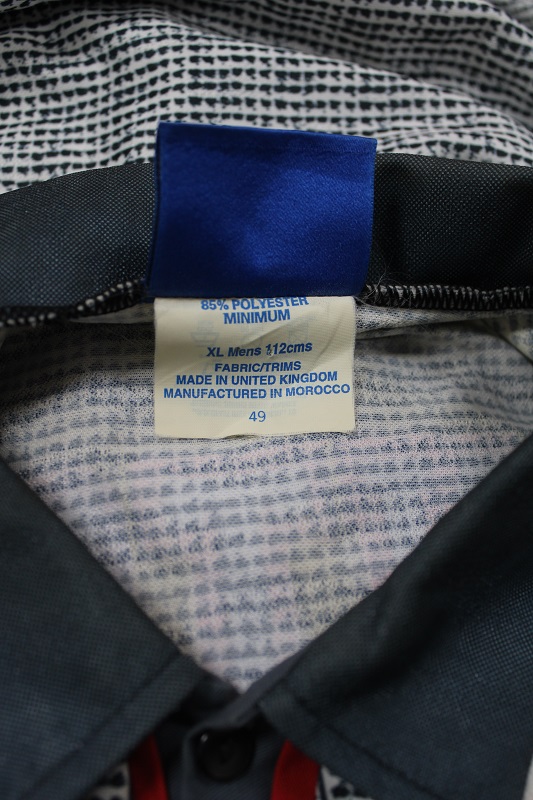 85% POLYESTER
MINIMUM
XL Mens 112cms
FABRIC/TRIMS
MADE IN UNITED KINGDOM
MANUFACTURED IN MOROCCO
49